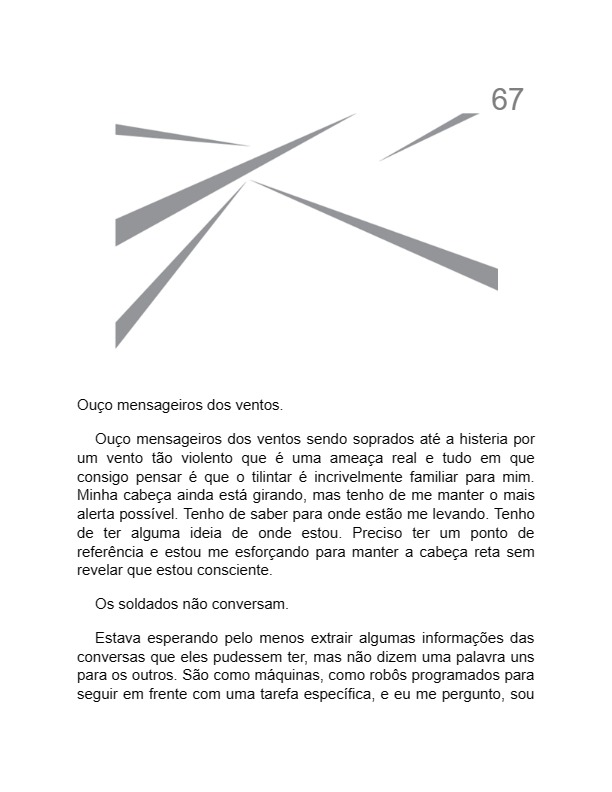 67
Ouço mensageiros dos ventos.
Ouço mensageiros dos ventos sendo soprados até a histeria por
um vento tão violento que é uma ameaça real e tudo em que
consigo pensar é que o tilintar é incrivelmente familiar para mim.
Minha cabeça ainda está girando, mas tenho de me manter o mais
alerta possível. Tenho de saber para onde estão me levando. Tenho
de ter alguma ideia de onde estou. Preciso ter um ponto de
referência e estou me esforçando para manter a cabeça reta sem
revelar que estou consciente.
Os soldados não conversam.
Estava esperando pelo menos extrair algumas informações das
conversas que eles pudessem ter, mas não dizem uma palavra uns
para os outros. São como máquinas, como robôs programados para
seguir em frente com uma tarefa específica, e eu me pergunto, sou